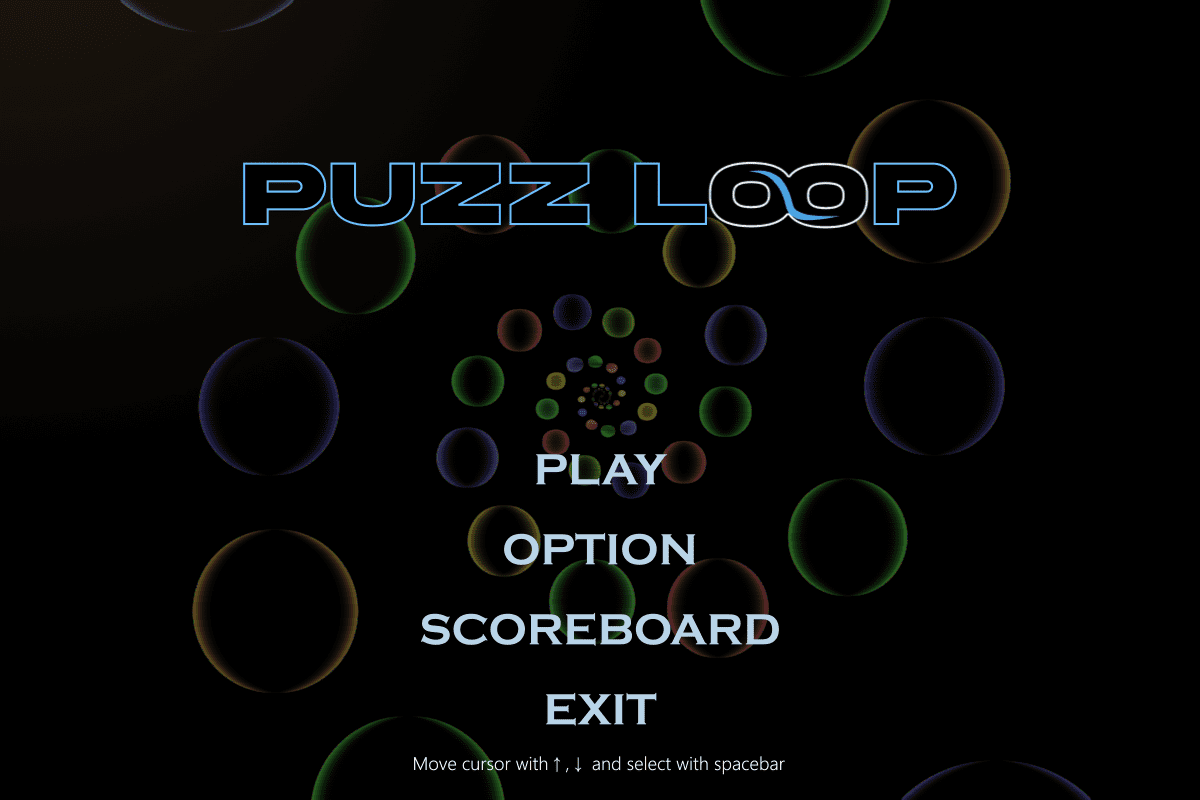 PUZZ LOOP
PLAY
OPTION
SCOREBOARD
EXIT
Move cursor with ↑ , ↓ and select with spacebar